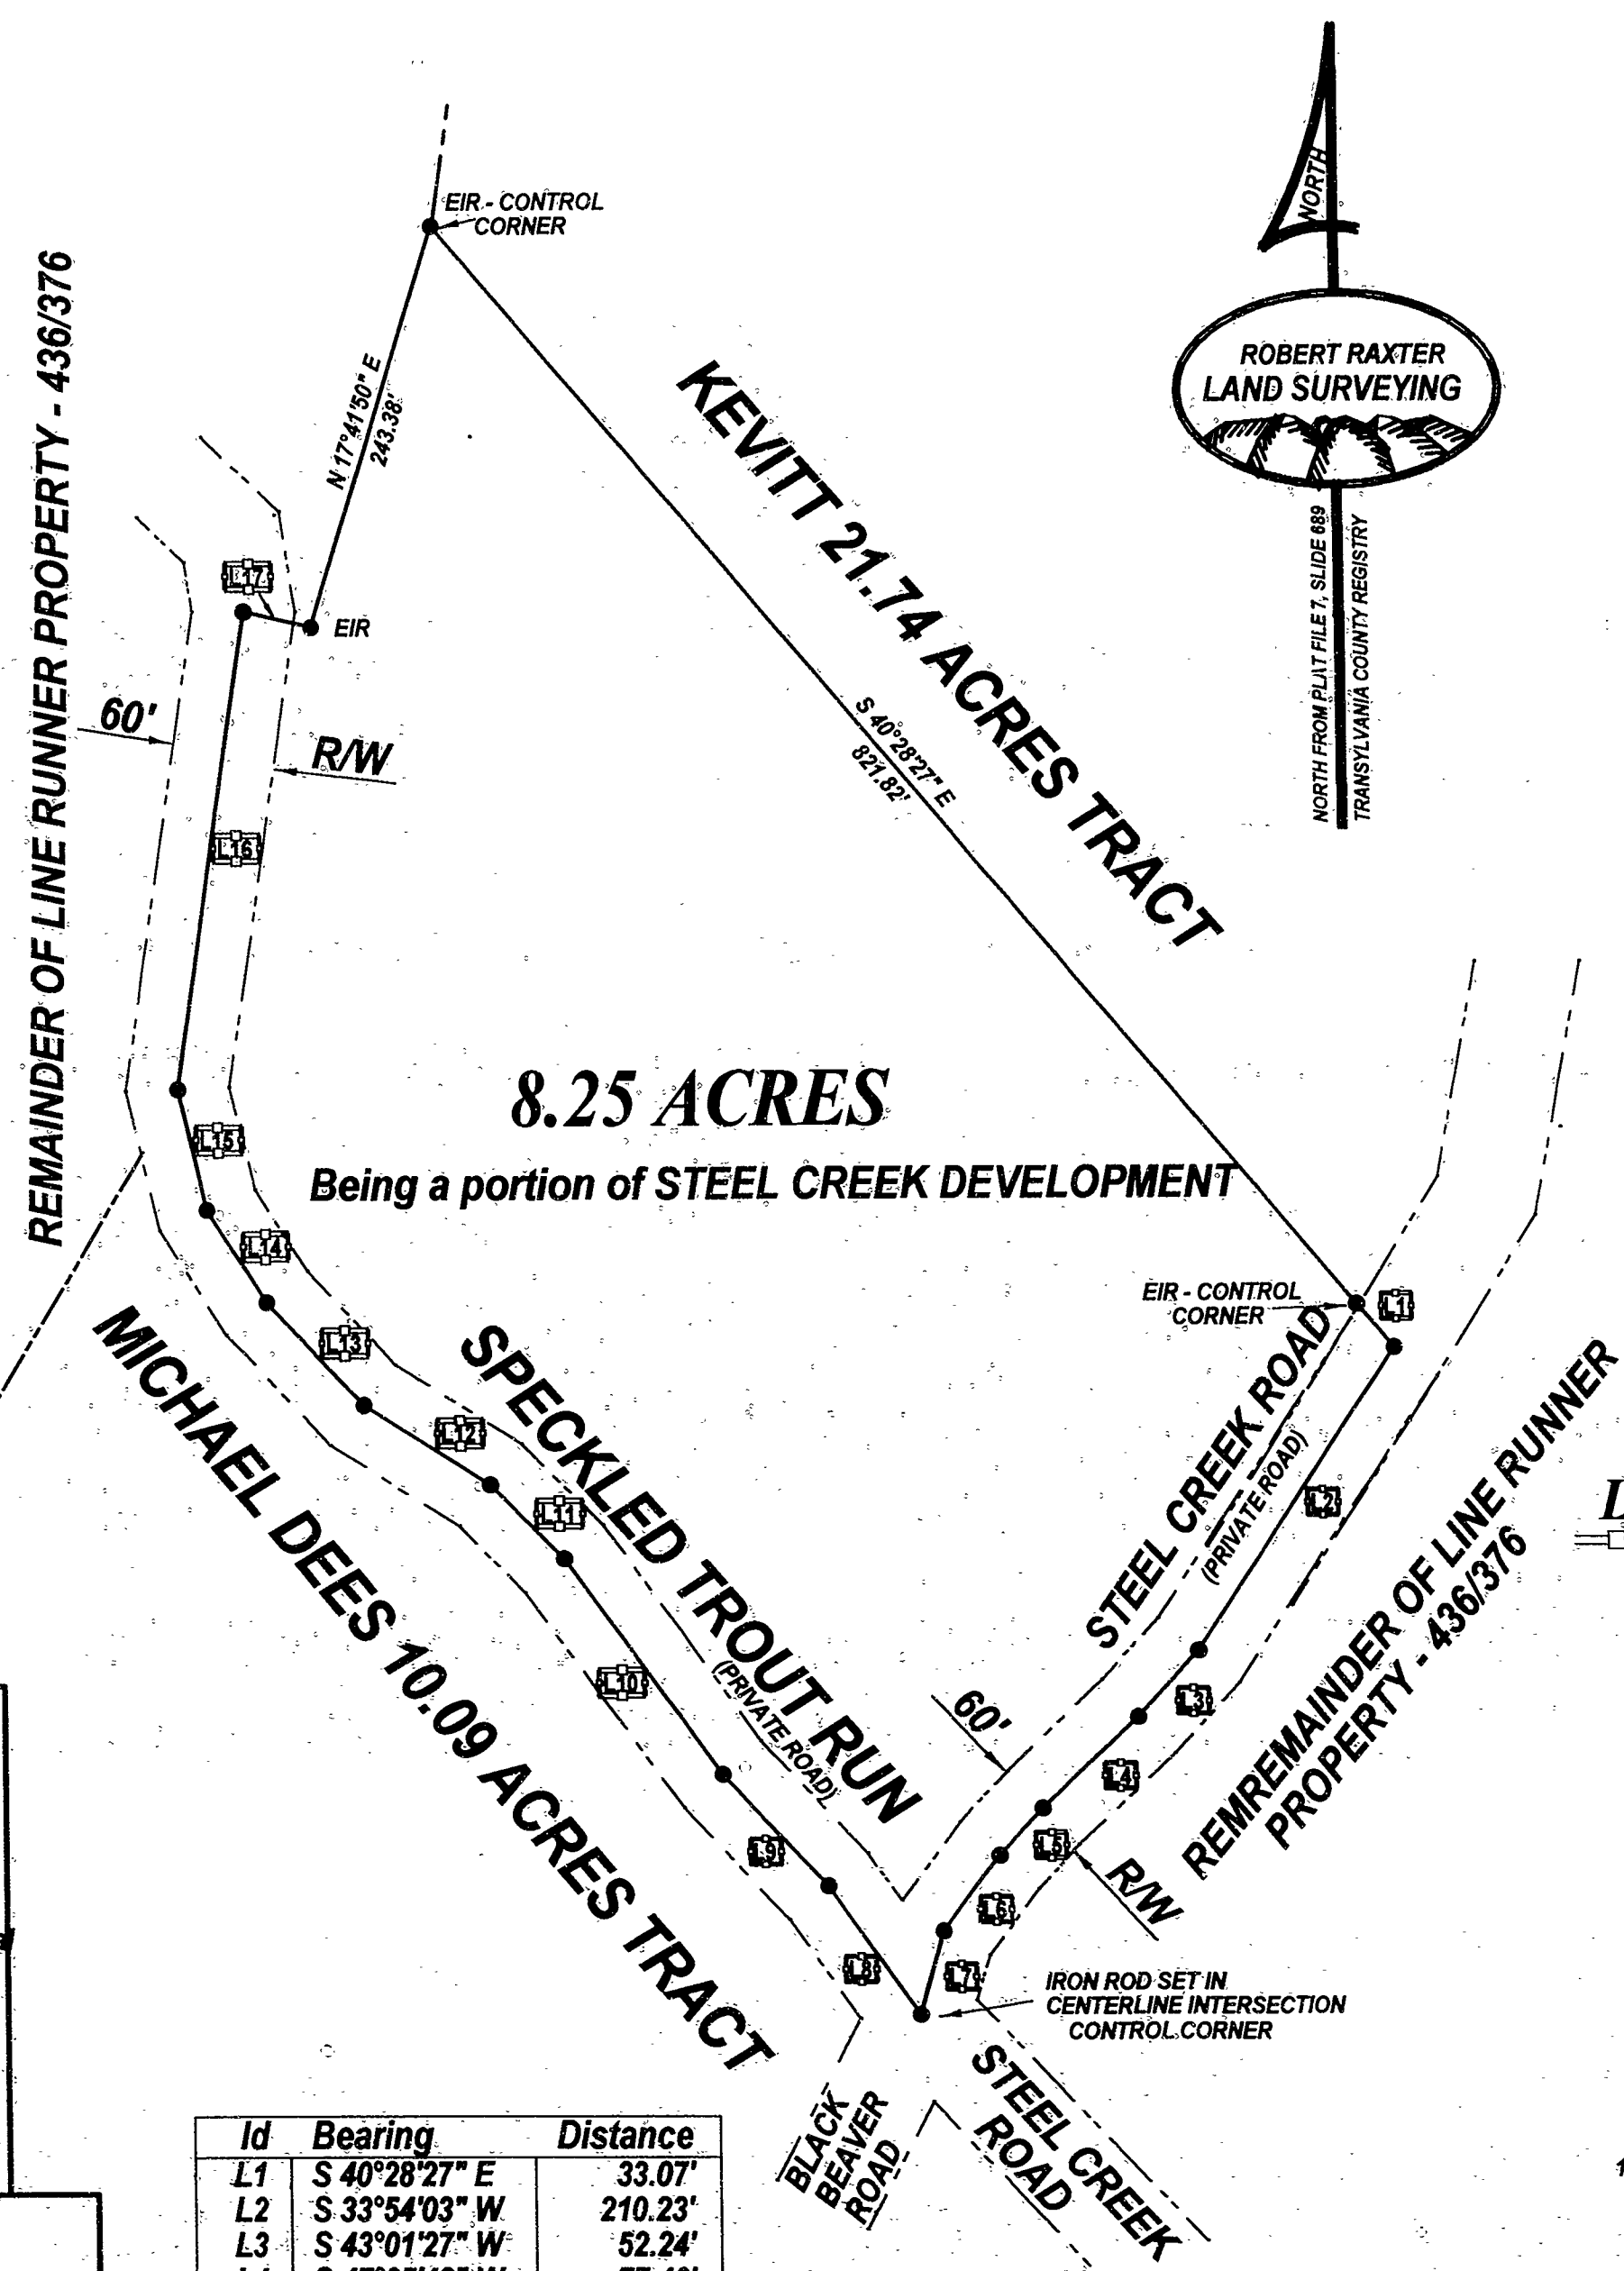 EIR - CONTROL
CORNER
NORTH
ROBERT RAXTER
LAND SURVEYING
NORTH FROM PLAT FILE 7, SLIDE 689
TRANSYLVANIA COUNTY REGISTRY
REMAINDER OF LINE RUNNER PROPERTY - 436/376
N 17°41'50" E
243.38'
KEVITT 21.74 ACRES TRACT
S 40°28'27" E
821.82'
L17
EIR
60'
R/W
L16
8.25 ACRES
Being a portion of STEEL CREEK DEVELOPMENT
L15
L14
L13
L12
L11
L10
L9
L8
EIR - CONTROL
CORNER
L1
L2
L3
L4
L5
L6
L7
MICHAEL DEES 10.09 ACRES TRACT
SPECKLED TROUT RUN
(PRIVATE ROAD)
STEEL CREEK ROAD
(PRIVATE ROAD)
60'
R/W
REMREMAINDER OF LINE RUNNER
PROPERTY - 436/376
L
IRON ROD SET IN
CENTERLINE INTERSECTION
CONTROL CORNER
BLACK
BEAVER
ROAD
STEEL CREEK
ROAD
Id Bearing Distance
L1 S 40°28'27" E 33.07'
L2 S 33°54'03" W 210.23'
L3 S 43°01'27" W 52.24'